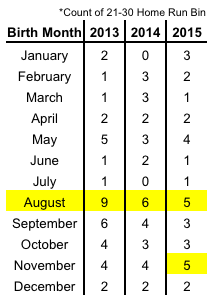 *Count of 21-30 Home Run Bin
Birth Month 2013 2014 2015
January 2 0 3
February 1 3 2
March 1 3 1
April 2 2 2
May 5 3 4
June 1 2 1
July 1 0 1
August 9 6 5
September 6 4 3
October 4 3 3
November 4 4 5
December 2 2 2